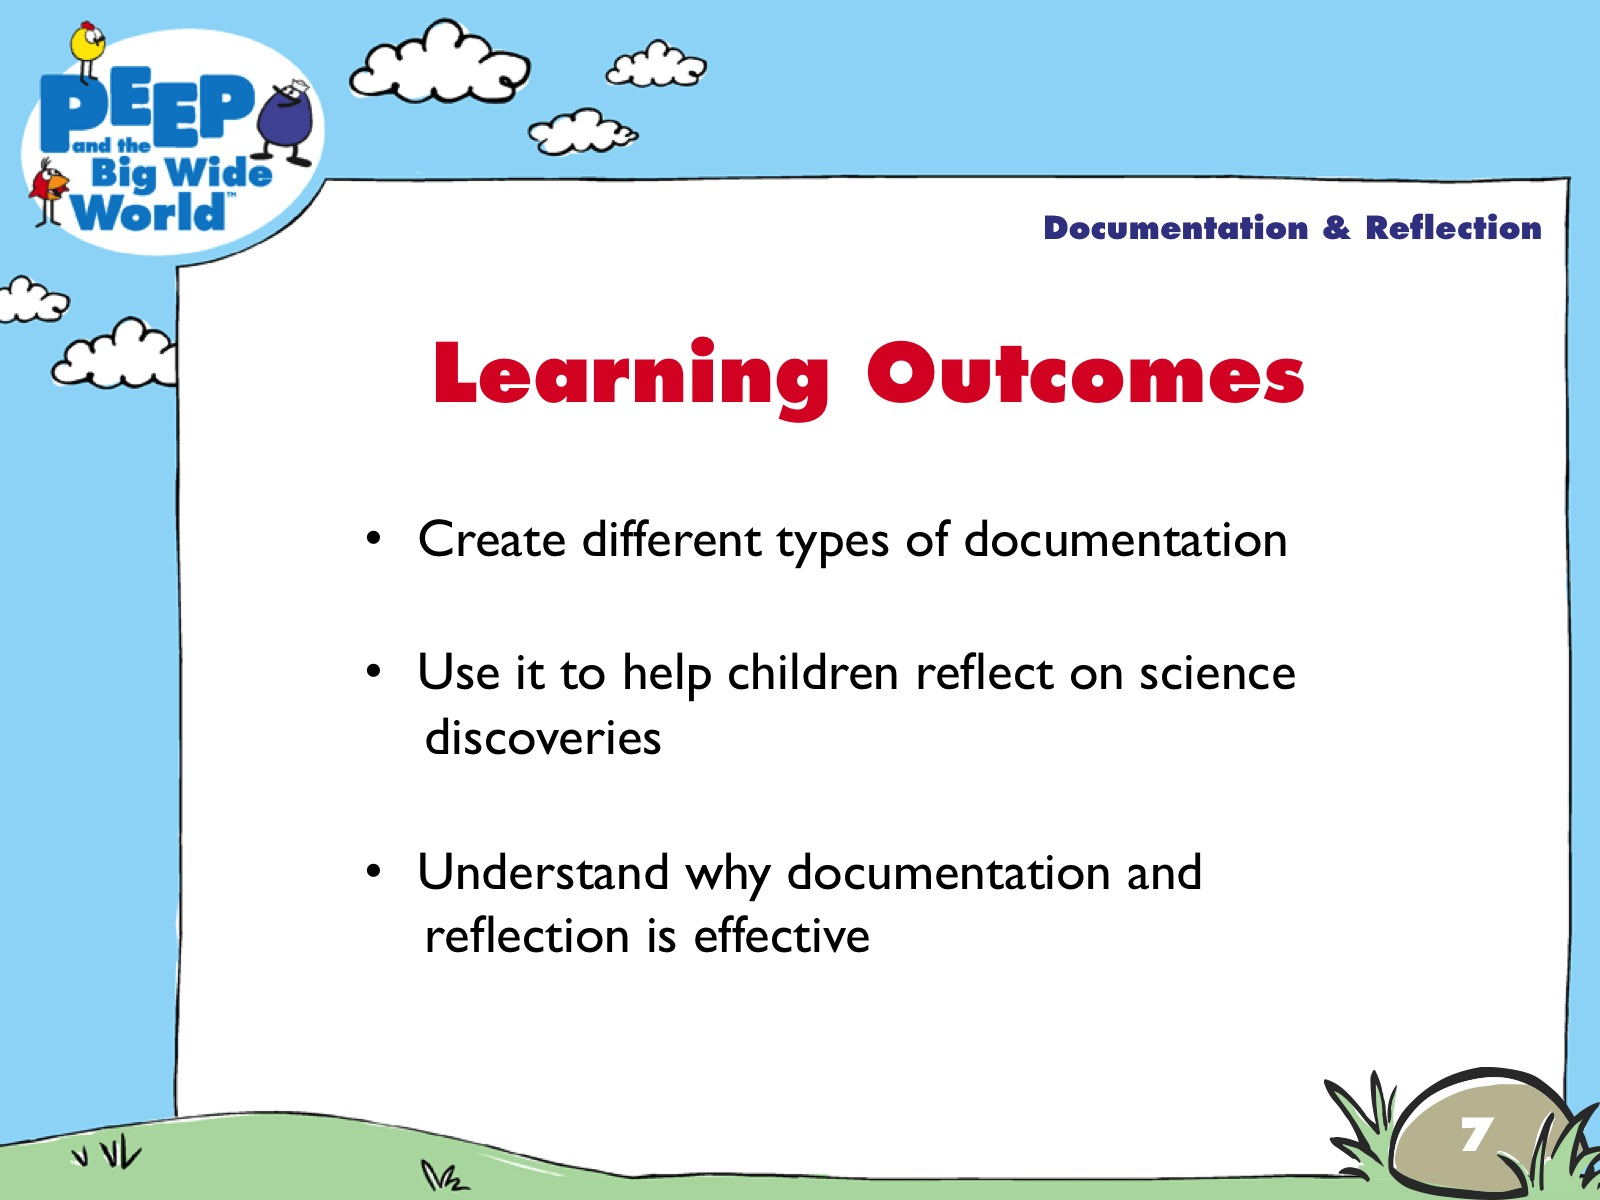 PEEP
and the
Big Wide
World™
Documentation & Reflection
Learning Outcomes
• Create different types of documentation
• Use it to help children reflect on science
discoveries
• Understand why documentation and
reflection is effective
7